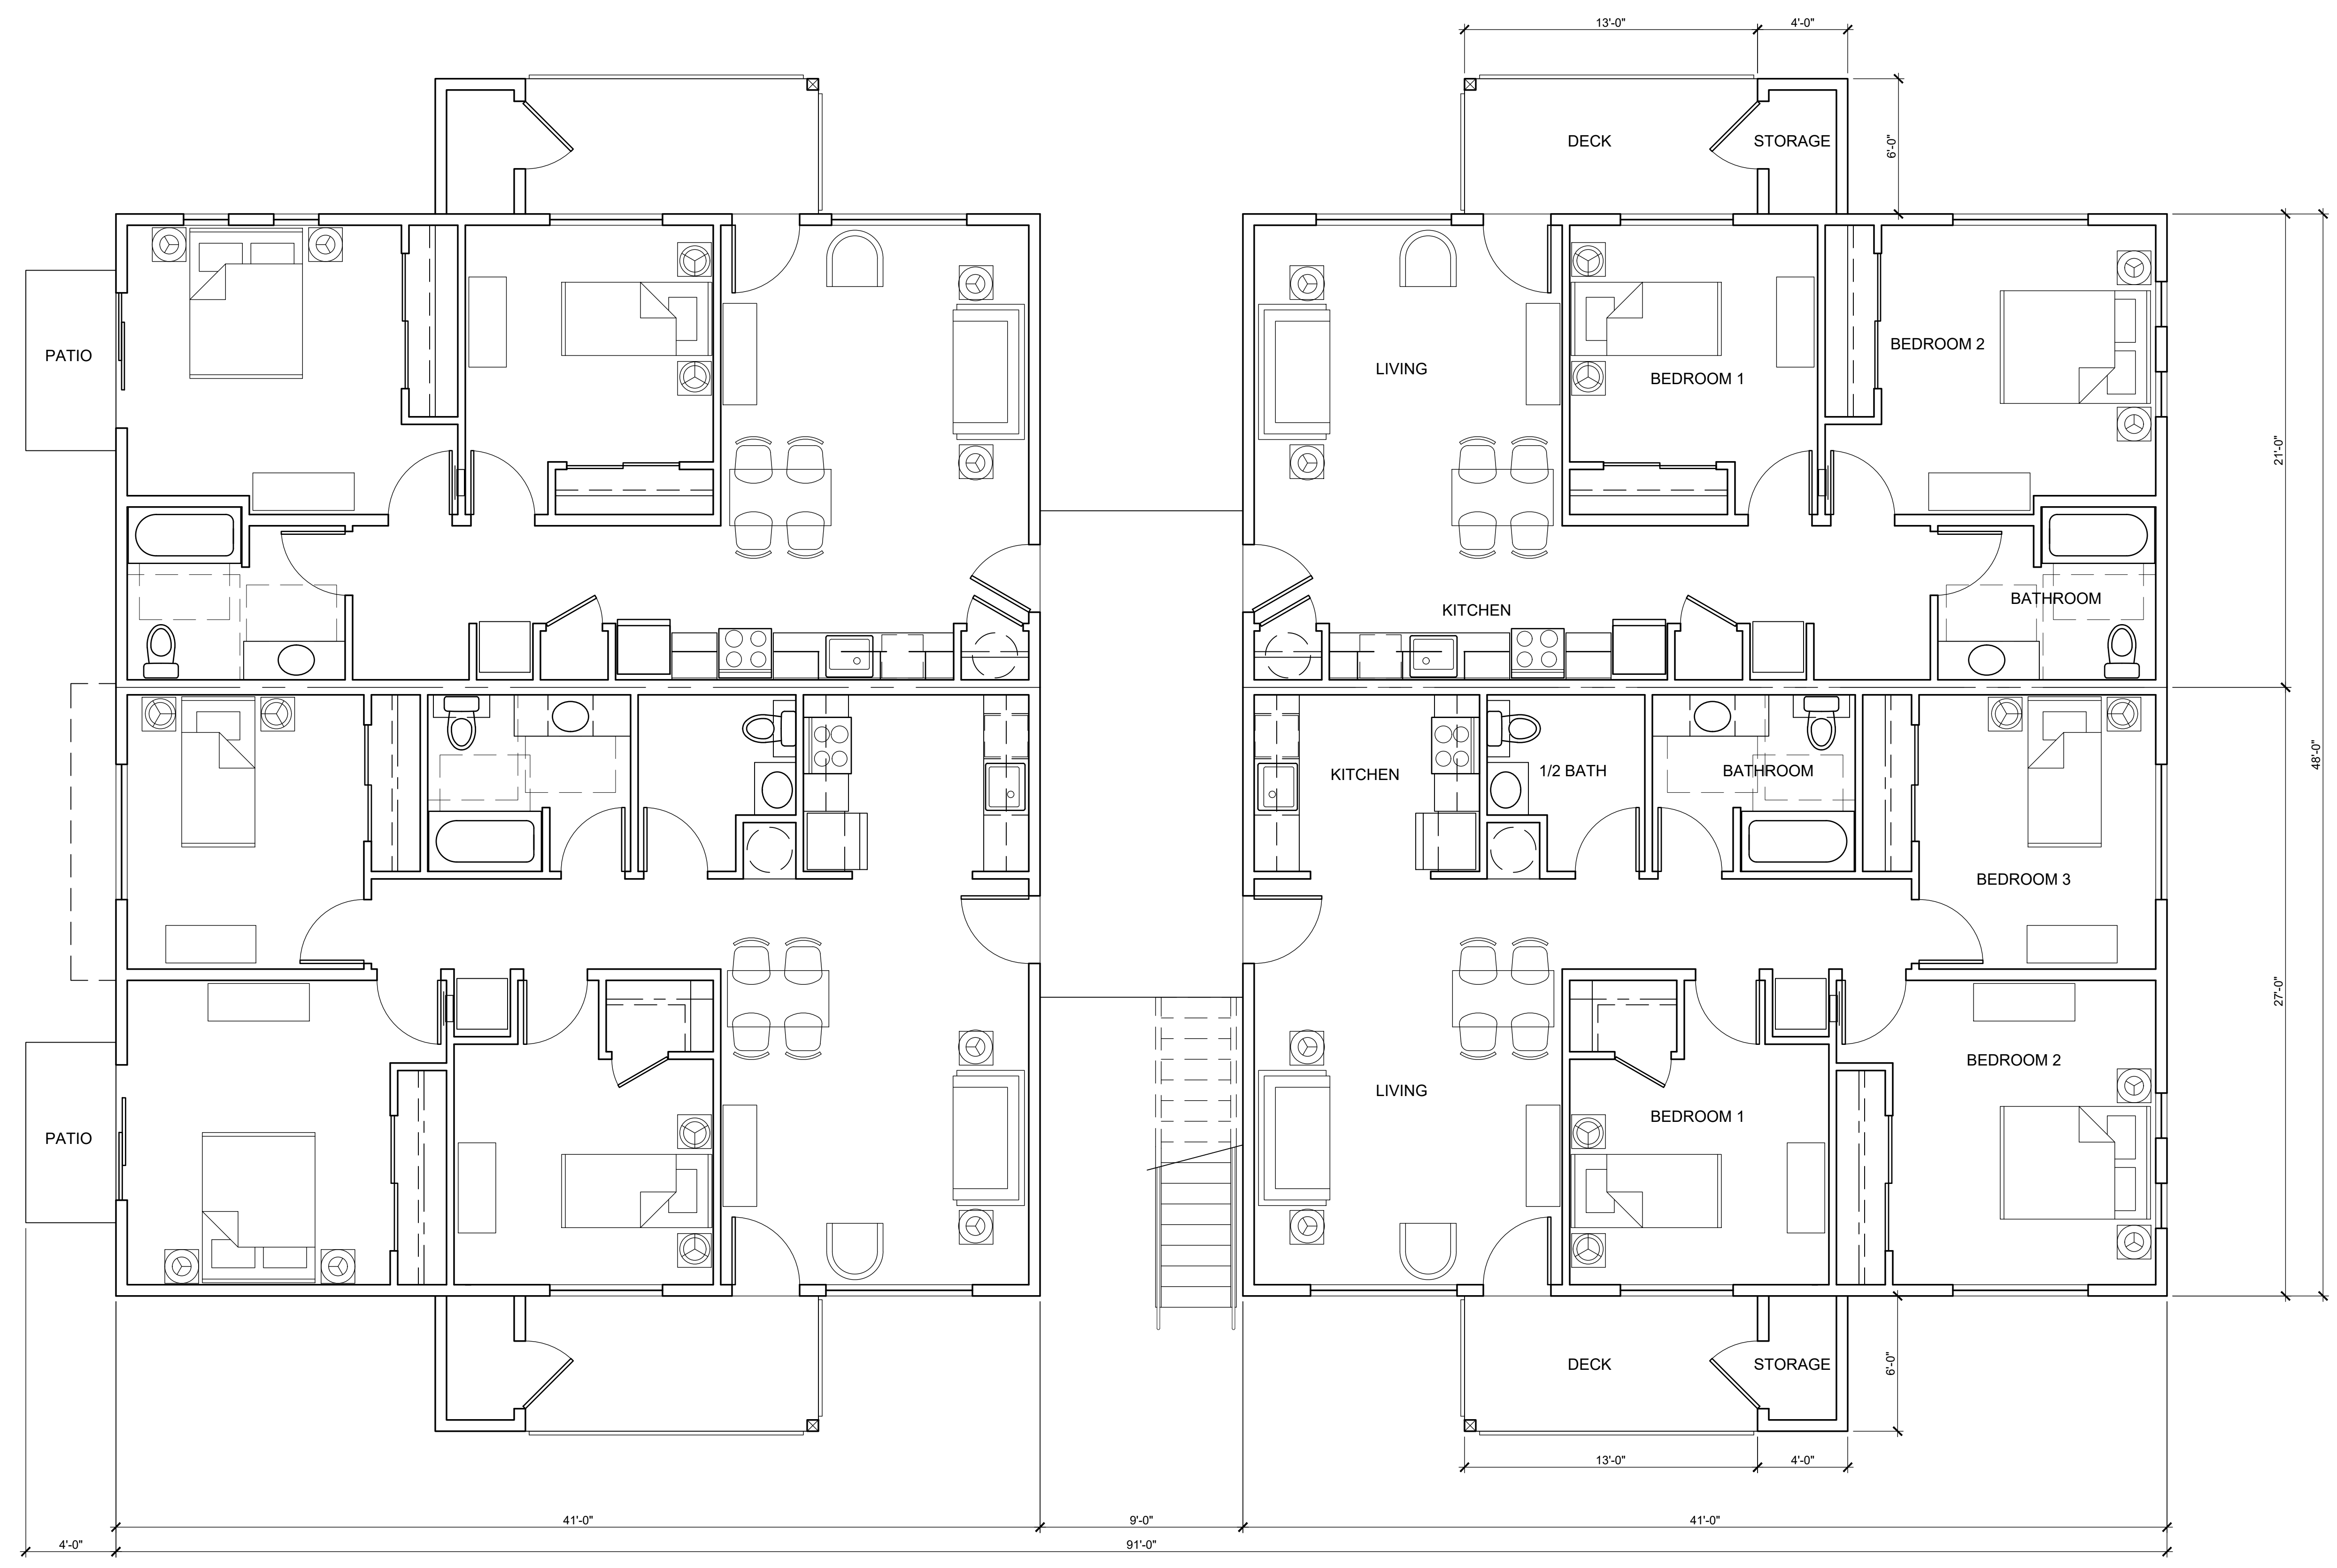 13'-0"
4'-0"
DECK
STORAGE
6'-0"
PATIO
LIVING
BEDROOM 1
BEDROOM 2
21'-0"
KITCHEN
BATHROOM
48'-0"
KITCHEN
1/2 BATH
BATHROOM
BEDROOM 3
27'-0"
PATIO
LIVING
BEDROOM 1
BEDROOM 2
DECK
STORAGE
6'-0"
13'-0"
4'-0"
41'-0"
9'-0"
41'-0"
4'-0"
91'-0"